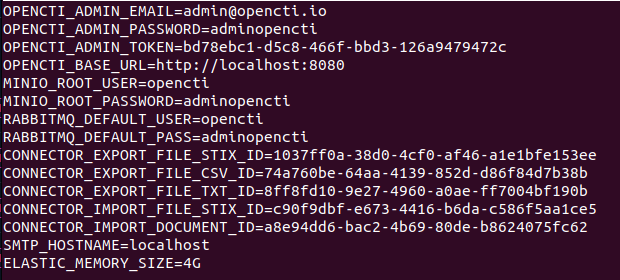 OPENCTI_ADMIN_EMAIL=admin@opencti.io
OPENCTI_ADMIN_PASSWORD=adminopencti
OPENCTI_ADMIN_TOKEN=bd78ebc1-d5c8-466f-bbd3-126a9479472c
OPENCTI_BASE_URL=http://localhost:8080
MINIO_ROOT_USER=opencti
MINIO_ROOT_PASSWORD=adminopencti
RABBITMQ_DEFAULT_USER=opencti
RABBITMQ_DEFAULT_PASS=adminopencti
CONNECTOR_EXPORT_FILE_STIX_ID=1037ff0a-38d0-4cf0-af46-a1e1bfe153ee
CONNECTOR_EXPORT_FILE_CSV_ID=74a760be-64aa-4139-852d-d86f84d7b38b
CONNECTOR_EXPORT_FILE_TXT_ID=8ff8fd10-9e27-4960-a0ae-ff7004bf190b
CONNECTOR_IMPORT_FILE_STIX_ID=c90f9dbf-e673-4416-b6da-c586f5aa1ce5
CONNECTOR_IMPORT_DOCUMENT_ID=a8e94dd6-bac2-4b69-80de-b8624075fc62
SMTP_HOSTNAME=localhost
ELASTIC_MEMORY_SIZE=4G